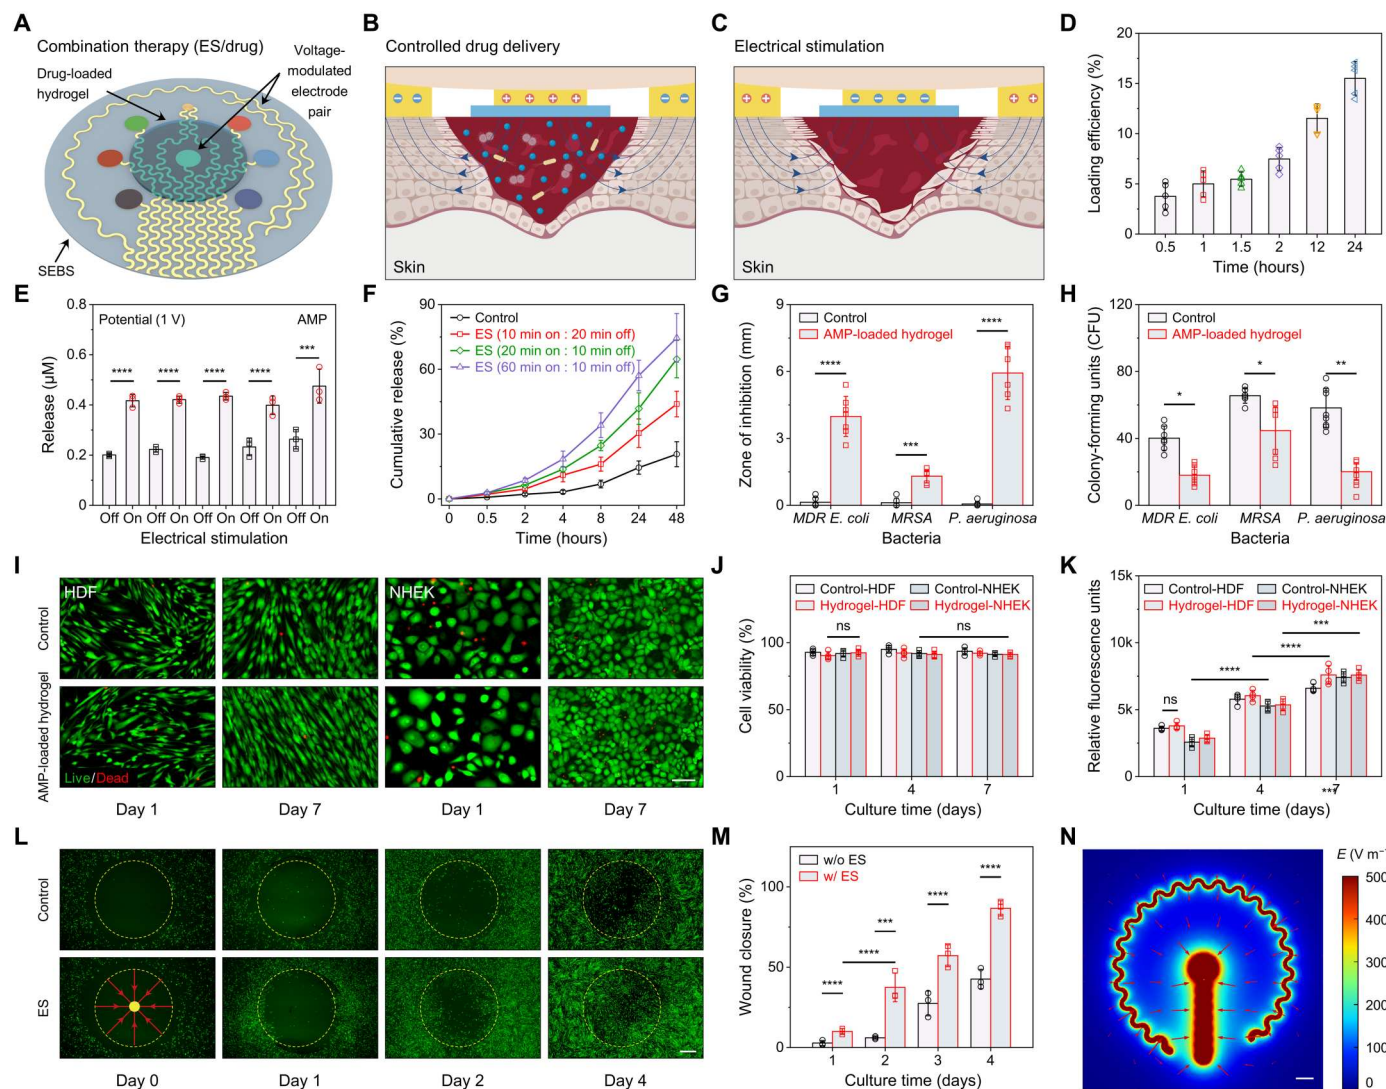 A
Combination therapy (ES/drug)
Drug-loaded
hydrogel
Voltage-
modulated
electrode
pair
SEBS
B
Controlled drug delivery
Skin
C
Electrical stimulation
Skin
D
Loading efficiency (%)
20
15
10
5
0
0.5 1 1.5 2 12 24
Time (hours)
E
Release (μM)
0.8
0.6
0.4
0.2
0.0
Potential (1 V) AMP
**** **** **** **** ***
Off On Off On Off On Off On Off On
Electrical stimulation
F
Cumulative release (%)
90
60
30
0
Control
ES (10 min on : 20 min off)
ES (20 min on : 10 min off)
ES (60 min on : 10 min off)
0 0.5 2 4 8 24 48
Time (hours)
G
Zone of inhibition (mm)
9
6
3
0
Control
AMP-loaded hydrogel
**** *** ****
MDR E. coli MRSA P. aeruginosa
Bacteria
H
Colony-forming units (CFU)
120
80
40
0
Control
AMP-loaded hydrogel
* * **
MDR E. coli MRSA P. aeruginosa
Bacteria
I
Control
AMP-loaded hydrogel
HDF
NHEK
Live/Dead
Day 1 Day 7 Day 1 Day 7
J
Cell viability (%)
150
100
50
0
Control-HDF Control-NHEK
Hydrogel-HDF Hydrogel-NHEK
ns ns
1 4 7
Culture time (days)
K
Relative fluorescence units
15k
10k
5k
0
Control-HDF Control-NHEK
Hydrogel-HDF Hydrogel-NHEK
ns **** **** ***
1 4 7
***
Culture time (days)
L
Control
ES
Day 0 Day 1 Day 2 Day 4
M
Wound closure (%)
100
50
0
w/o ES
w/ ES
**** **** *** **** ****
1 2 3 4
Culture time (days)
N
E (V m⁻
500
400
300
200
100
0